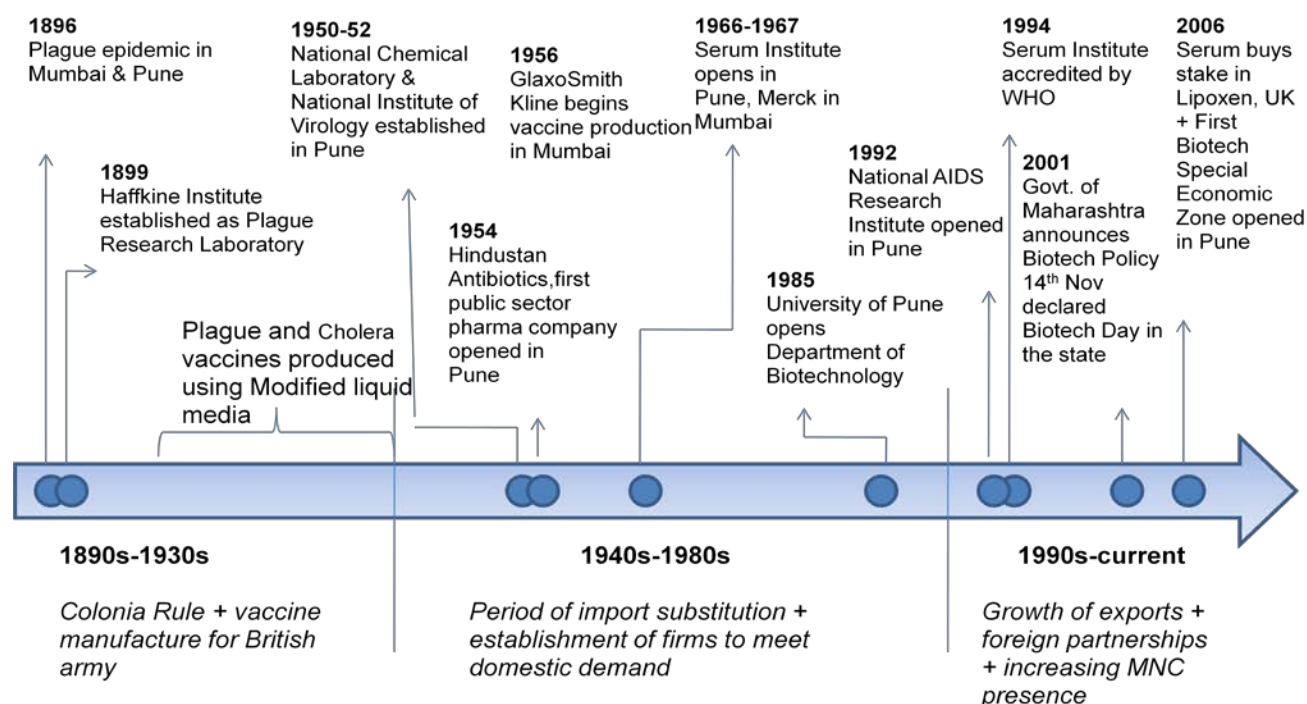 1896
Plague epidemic in
Mumbai & Pune
1899
Haffkine Institute
established as Plague
Research Laboratory
Plague and Cholera
vaccines produced
using Modified liquid
media
1950-52
National Chemical
Laboratory &
National Institute of
Virology established
in Pune
1954
Hindustan
Antibiotics,first
public sector
pharma company
opened in
Pune
1956
GlaxoSmith
Kline begins
vaccine production
in Mumbai
1966-1967
Serum Institute
opens in
Pune, Merck in
Mumbai
1985
University of Pune
opens
Department of
Biotechnology
1992
National AIDS
Research
Institute opened
in Pune
1994
Serum Institute
accredited by
WHO
2001
Govt. of
Maharashtra
announces
Biotech Policy
14th Nov
declared
Biotech Day in
the state
2006
Serum buys
stake in
Lipoxen, UK
+ First
Biotech
Special
Economic
Zone opened
in Pune
1890s-1930s
Colonia Rule + vaccine
manufacture for British
army
1940s-1980s
Period of import substitution +
establishment of firms to meet
domestic demand
1990s-current
Growth of exports +
foreign partnerships
+ increasing MNC
presence